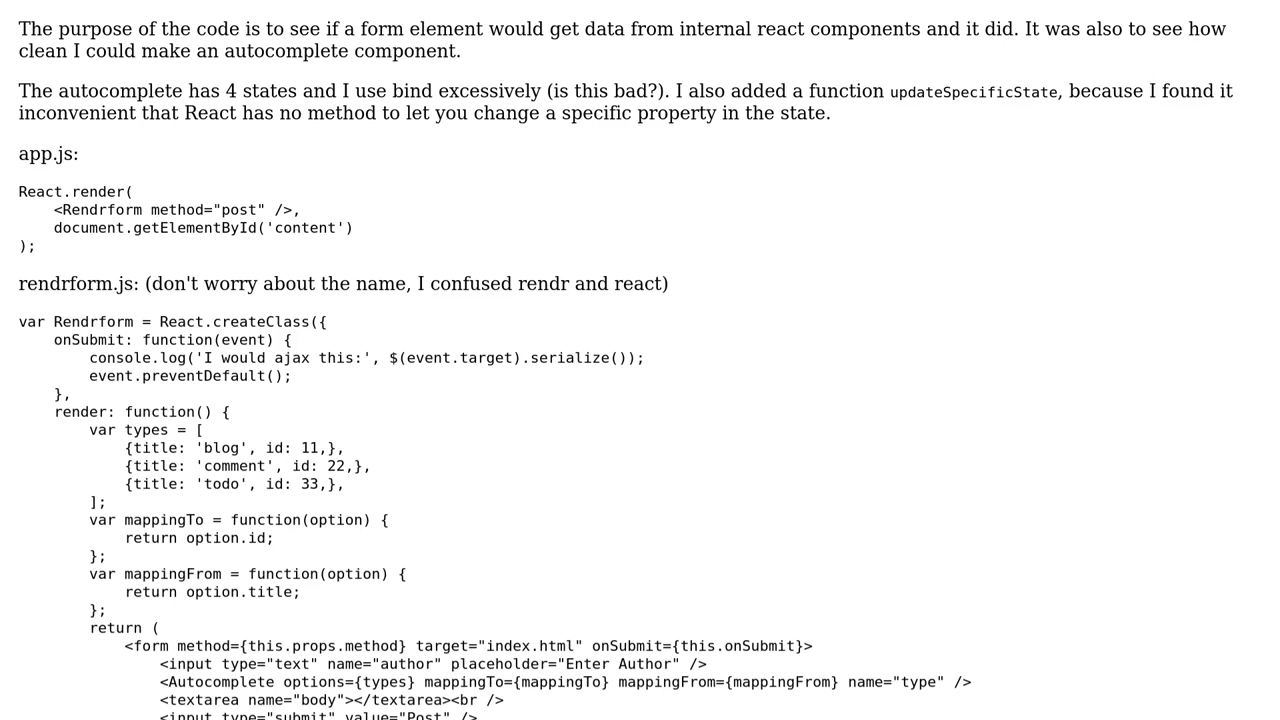 The purpose of the code is to see if a form element would get data from internal react components and it did. It was also to see how
clean I could make an autocomplete component.
The autocomplete has 4 states and I use bind excessively (is this bad?). I also added a function updateSpecificState, because I found it
inconvenient that React has no method to let you change a specific property in the state.
app.js:
React.render(
    <Rendrform method="post" />,
    document.getElementById('content')
);
rendrform.js: (don't worry about the name, I confused rendr and react)
var Rendrform = React.createClass({
    onSubmit: function(event) {
        console.log('I would ajax this:', $(event.target).serialize());
        event.preventDefault();
    },
    render: function() {
        var types = [
            {title: 'blog', id: 11,},
            {title: 'comment', id: 22,},
            {title: 'todo', id: 33,},
        ];
        var mappingTo = function(option) {
            return option.id;
        };
        var mappingFrom = function(option) {
            return option.title;
        };
        return (
            <form method={this.props.method} target="index.html" onSubmit={this.onSubmit}>
                <input type="text" name="author" placeholder="Enter Author" />
                <Autocomplete options={types} mappingTo={mappingTo} mappingFrom={mappingFrom} name="type" />
                <textarea name="body"></textarea><br />
                <input type="submit" value="Post" />